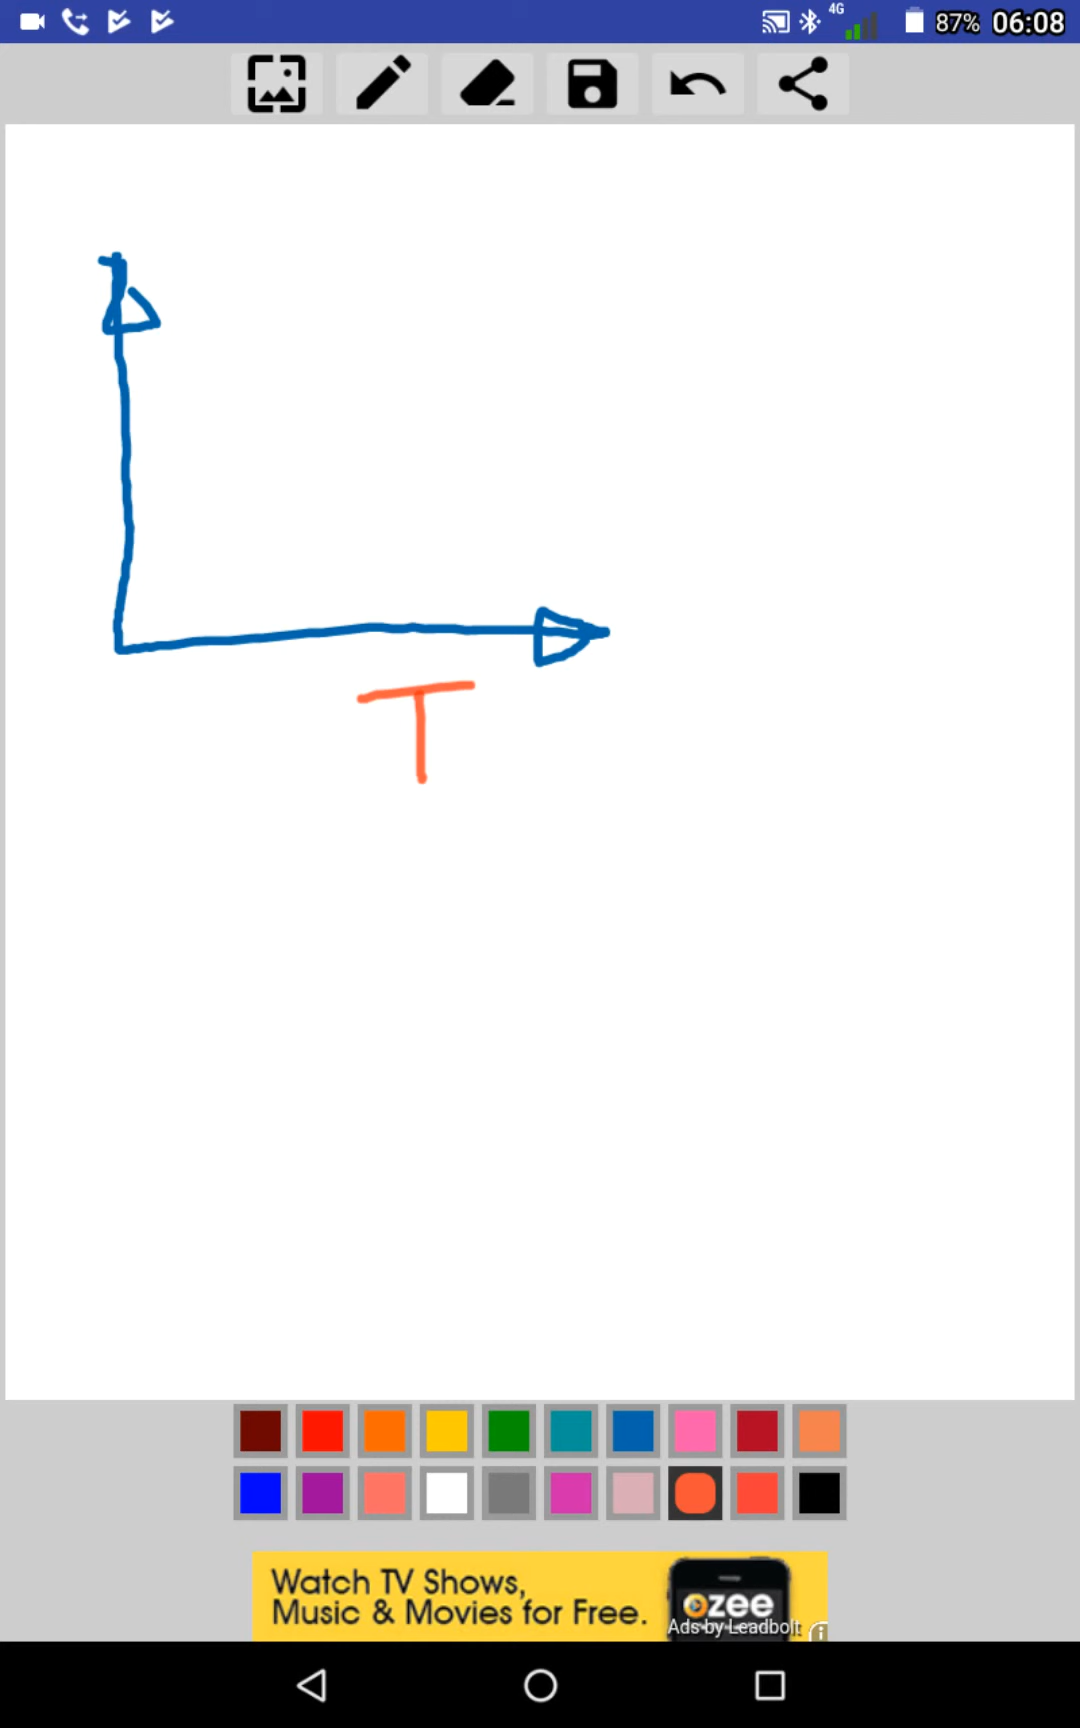 4G 87% 06:08
T
Watch TV Shows,
Music & Movies for Free.
ozee
Ads by Leadbolt